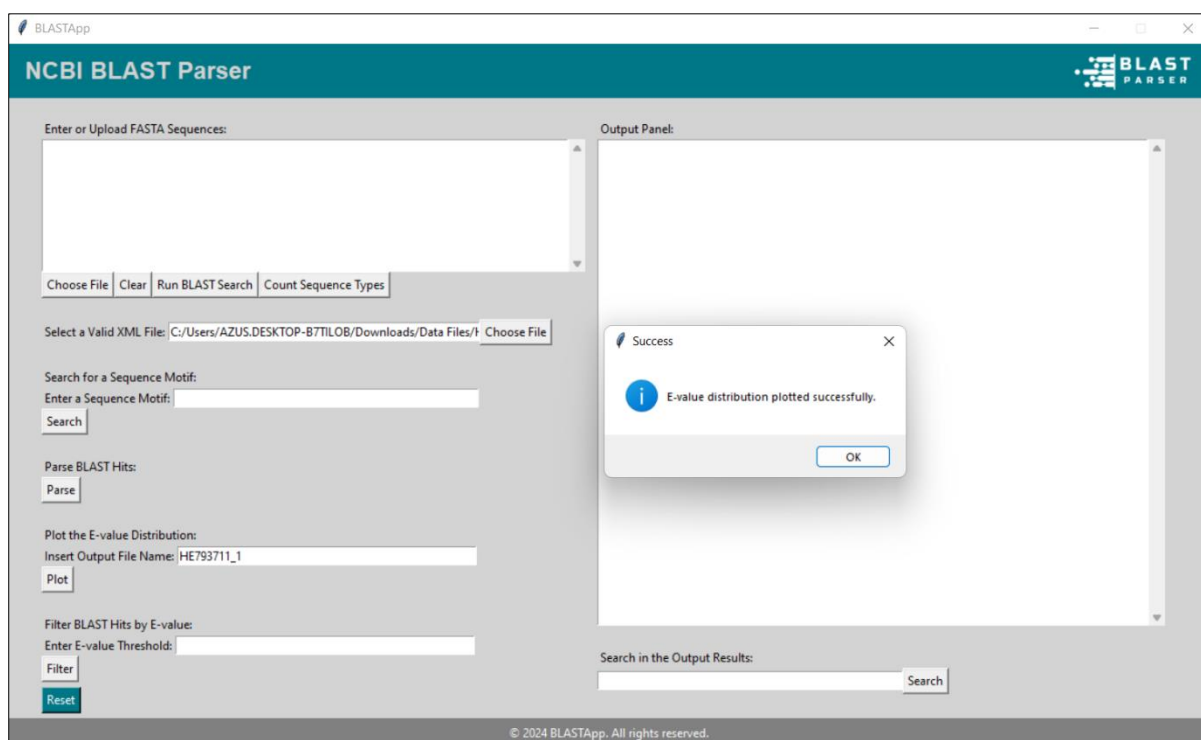 BLASTApp
NCBI BLAST Parser
BLAST
PARSER
Enter or Upload FASTA Sequences:
Choose File Clear Run BLAST Search Count Sequence Types
Select a Valid XML File: C:/Users/AZUS.DESKTOP-B7TILOB/Downloads/Data Files/H Choose File
Search for a Sequence Motif:
Enter a Sequence Motif:
Search
Parse BLAST Hits:
Parse
Plot the E-value Distribution:
Insert Output File Name: HE793711_1
Plot
Filter BLAST Hits by E-value:
Enter E-value Threshold:
Filter
Reset
Output Panel:
Success
E-value distribution plotted successfully.
OK
Search in the Output Results:
Search
© 2024 BLASTApp. All rights reserved.